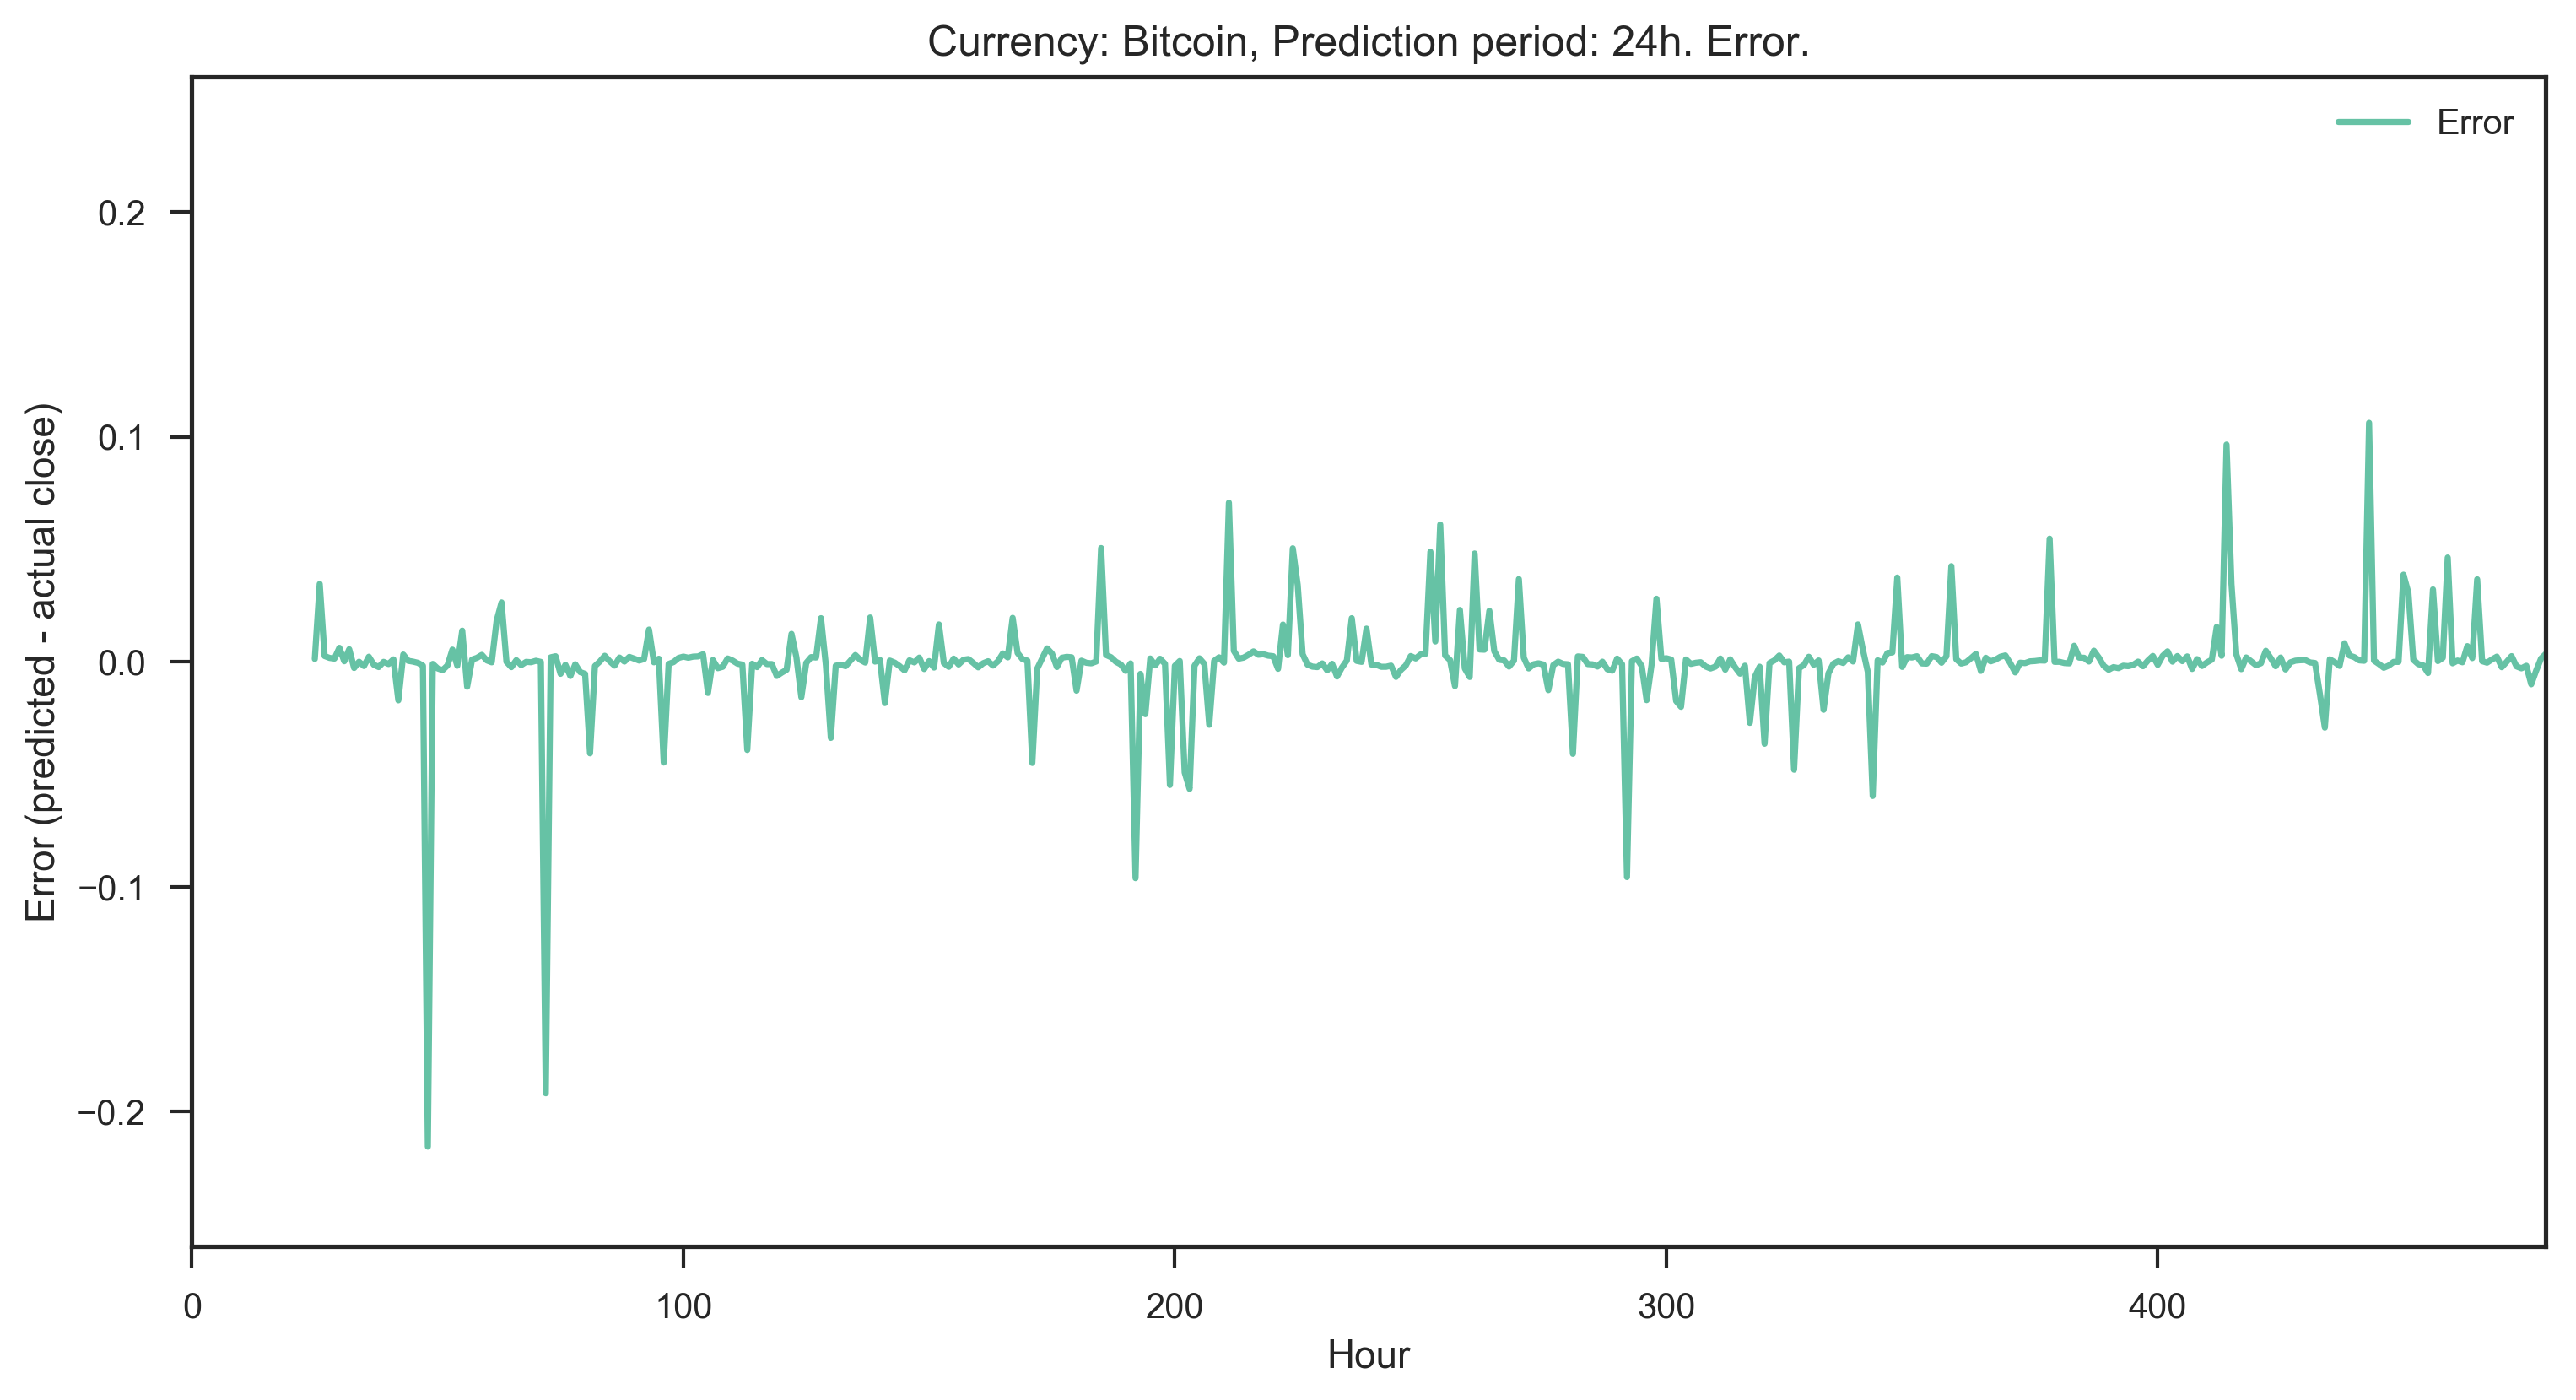 Currency: Bitcoin, Prediction period: 24h. Error.
Error
0.2
0.1
0.0
−0.1
−0.2
Error (predicted - actual close)
0 100 200 300 400
Hour